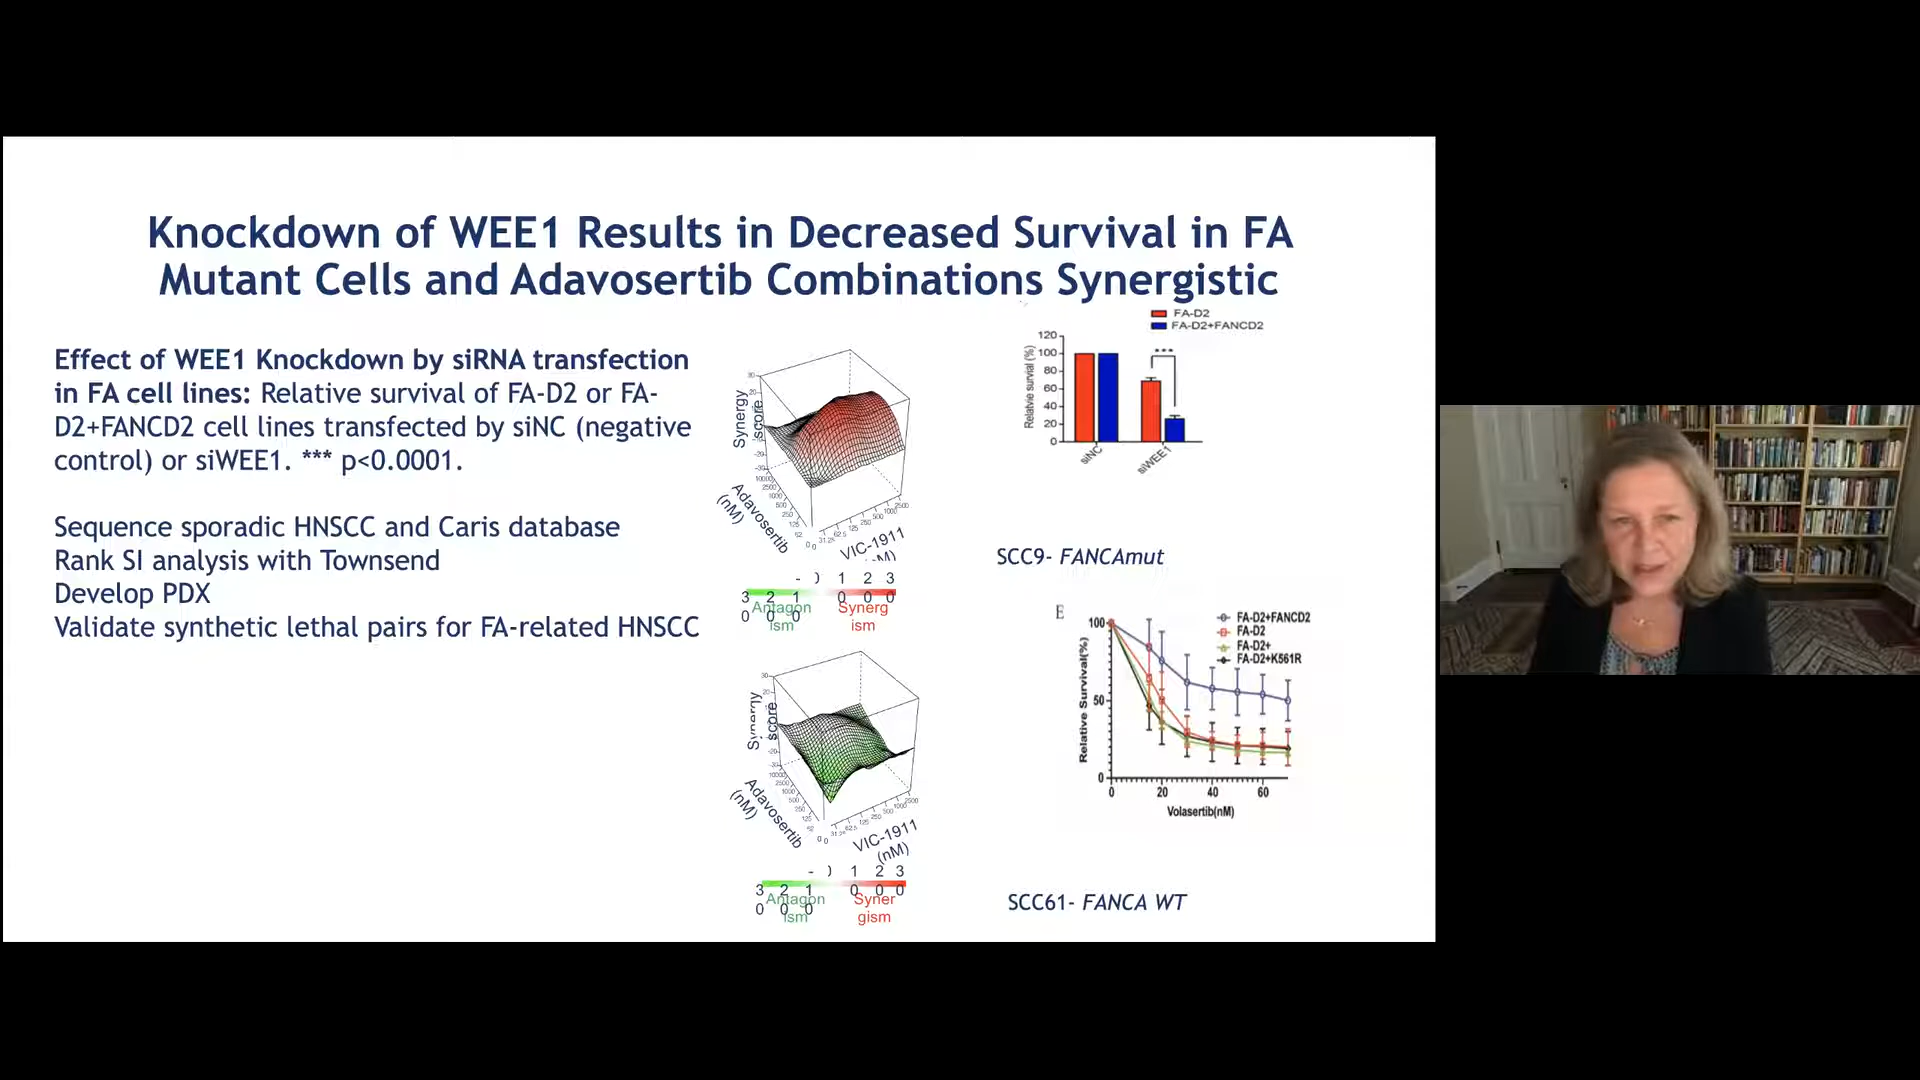 Knockdown of WEE1 Results in Decreased Survival in FA
Mutant Cells and Adavosertib Combinations Synergistic
Effect of WEE1 Knockdown by siRNA transfection
in FA cell lines: Relative survival of FA-D2 or FA-
D2+FANCD2 cell lines transfected by siNC (negative
control) or siWEE1. *** p<0.0001.
Sequence sporadic HNSCC and Caris database
Rank SI analysis with Townsend
Develop PDX
Validate synthetic lethal pairs for FA-related HNSCC
Synergy
score
Adavosertib
(nM)
VIC-1911
Antagon
ism
Synerg
ism
Synergy
score
Adavosertib
(nM)
VIC-1911
(nM)
Antagon
ism
Syner
gism
FA-D2
FA-D2+FANCD2
Relatvie survial (%)
120
100
80
60
40
20
0
***
siNC
siWEE1
SCC9- FANCAmut
E
FA-D2+FANCD2
FA-D2
FA-D2+
FA-D2+K561R
Relative Survival(%)
100
50
0
0 20 40 60
Volasertib(nM)
SCC61- FANCA WT